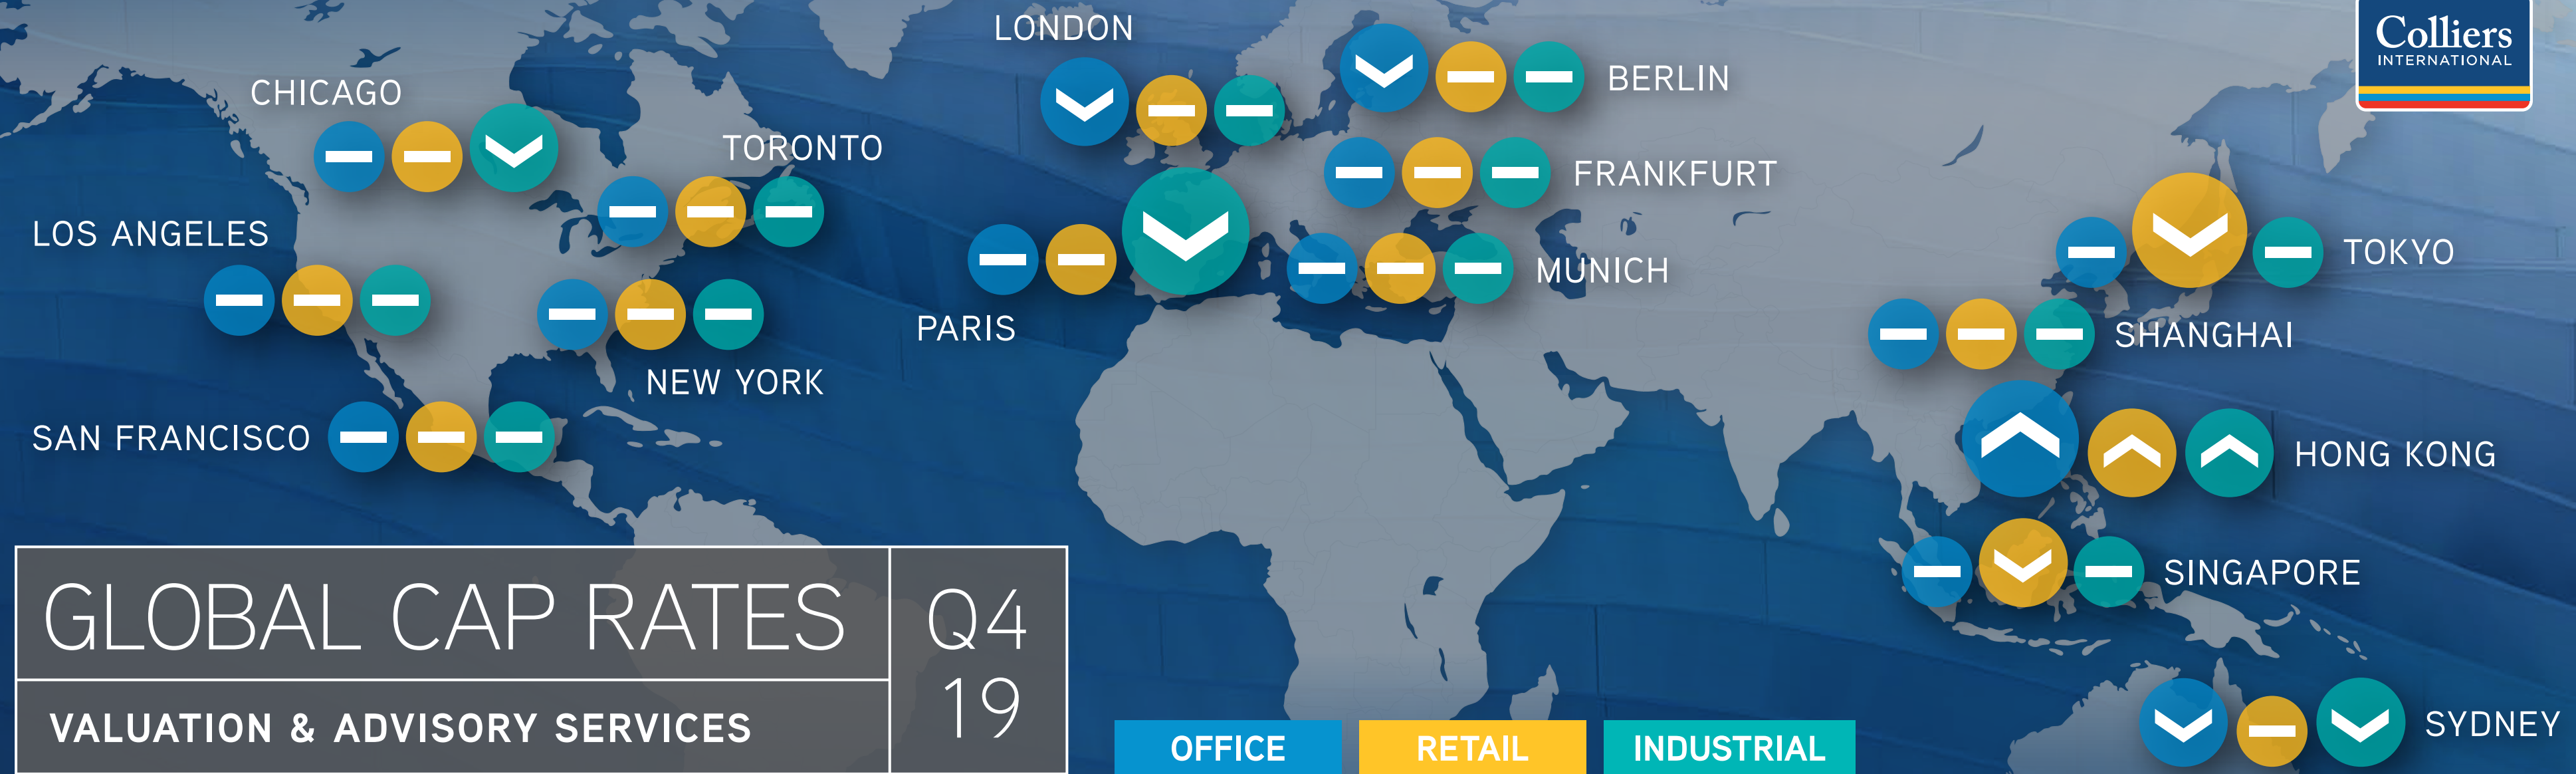 LONDON
Colliers
INTERNATIONAL
CHICAGO
BERLIN
TORONTO
FRANKFURT
LOS ANGELES
TOKYO
MUNICH
PARIS
SHANGHAI
NEW YORK
SAN FRANCISCO
HONG KONG
SINGAPORE
GLOBAL CAP RATES
Q4
19
VALUATION & ADVISORY SERVICES
OFFICE
RETAIL
INDUSTRIAL
SYDNEY